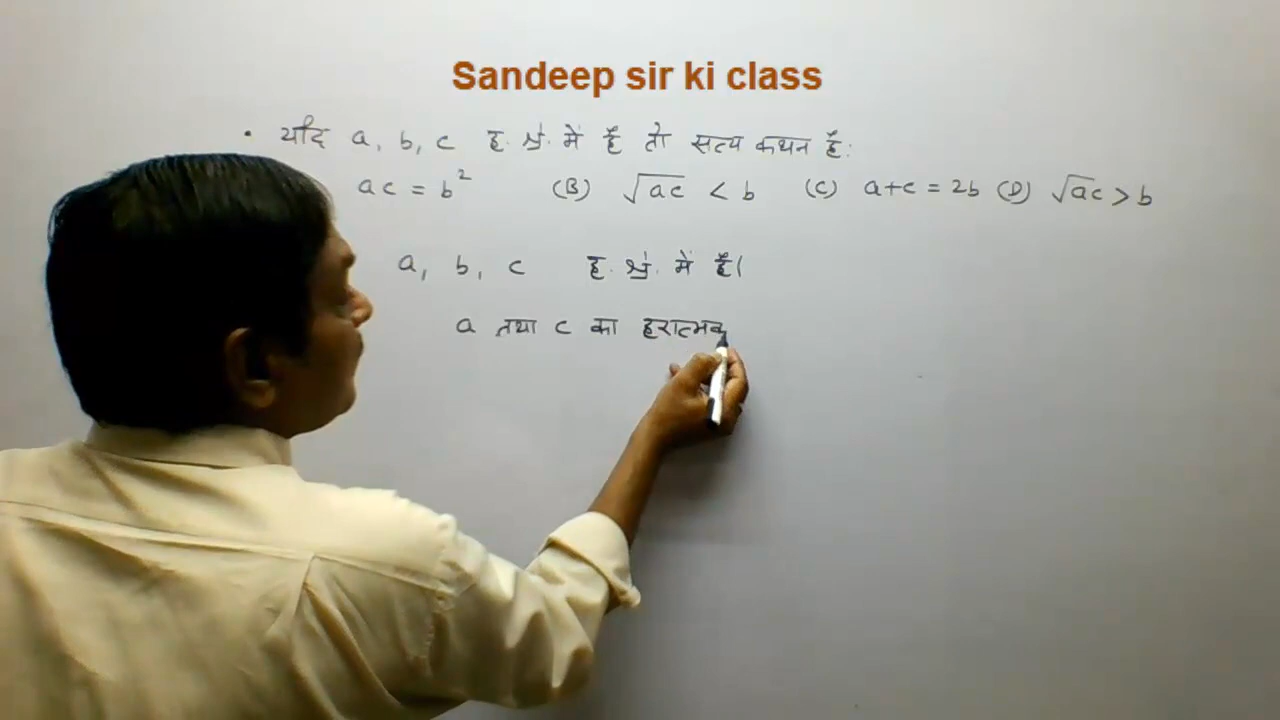 Sandeep sir ki class
• यदि a, b, c ह. श्रे. में हैं तो सत्य कथन है:
ac = b² (B) √ac < b (C) a+c = 2b (D) √ac > b
a, b, c ह. श्रे. में हैं।
a तथा c का हरात्मक